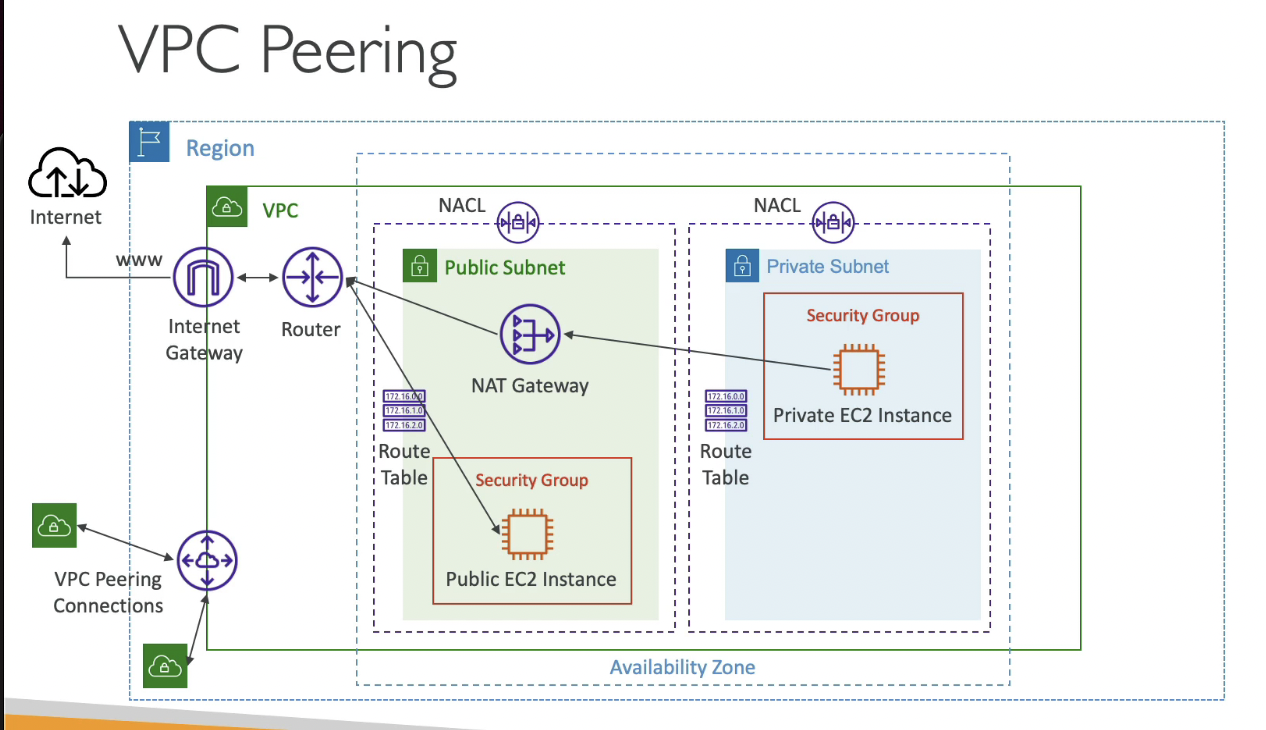 VPC Peering
Region
Internet
VPC
www
Internet
Gateway
Router
NACL
Public Subnet
NAT Gateway
172.16.0.0
172.16.1.0
172.16.2.0
Route
Table
Security Group
Public EC2 Instance
NACL
Private Subnet
Security Group
Private EC2 Instance
172.16.0.0
172.16.1.0
172.16.2.0
Route
Table
VPC Peering
Connections
Availability Zone